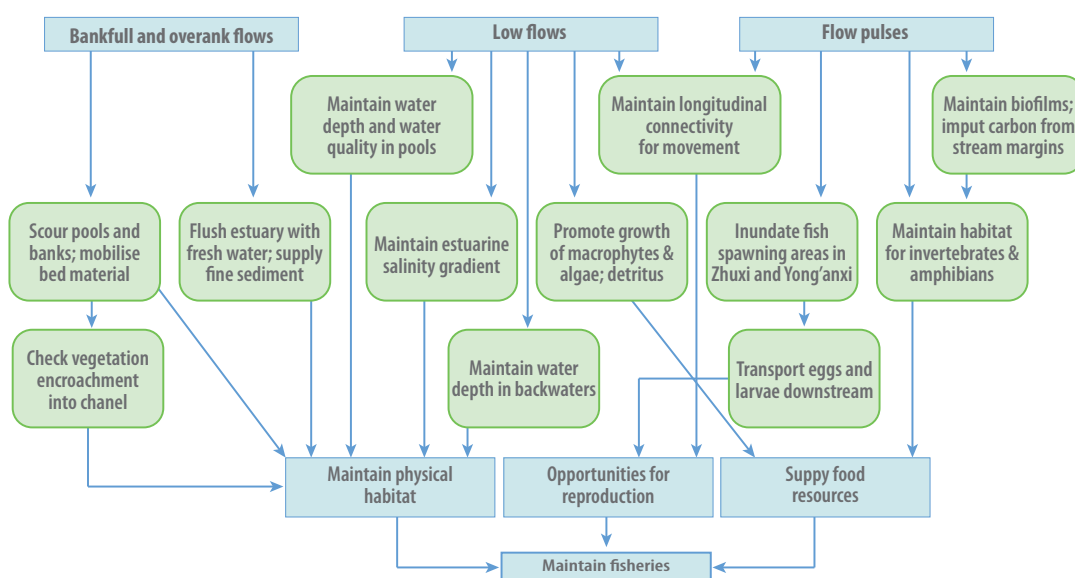 Bankfull and overank flows
Low flows
Flow pulses
Maintain water
depth and water
quality in pools
Maintain longitudinal
connectivity
for movement
Maintain biofilms;
imput carbon from
stream margins
Scour pools and
banks; mobilise
bed material
Flush estuary with
fresh water; supply
fine sediment
Maintain estuarine
salinity gradient
Promote growth
of macrophytes &
algae; detritus
Inundate fish
spawning areas in
Zhuxi and Yong'anxi
Maintain habitat
for invertebrates &
amphibians
Check vegetation
encroachment
into chanel
Maintain water
depth in backwaters
Transport eggs and
larvae downstream
Maintain physical
habitat
Opportunities for
reproduction
Suppy food
resources
Maintain fisheries